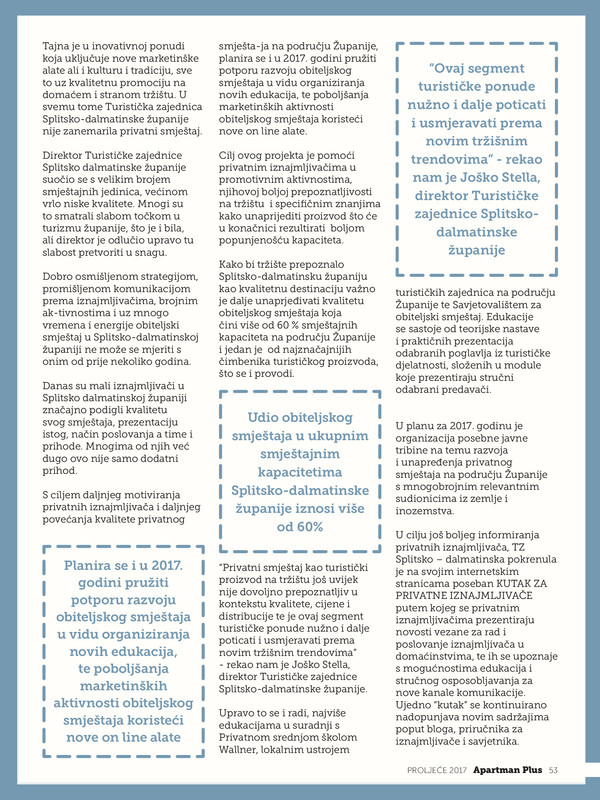 Tajna je u inovativnoj ponudi
koja uključuje nove marketinške
alate ali i kulturu i tradiciju, sve
to uz kvalitetnu promociju na
domaćem i stranom tržištu. U
svemu tome Turistička zajednica
Splitsko-dalmatinske županije
nije zanemarila privatni smještaj.
Direktor Turističke zajednice
Splitsko dalmatinske županije
suočio se s velikim brojem
smještajnih jedinica, većinom
vrlo niske kvalitete. Mnogi su
to smatrali slabom točkom u
turizmu županije, što je i bila,
ali direktor je odlučio upravo tu
slabost pretvoriti u snagu.
Dobro osmišljenom strategijom,
promišljenom komunikacijom
prema iznajmljivačima, brojnim
ak-tivnostima i uz mnogo
vremena i energije obiteljski
smještaj u Splitsko-dalmatinskoj
županiji ne može se mjeriti s
onim od prije nekoliko godina.
Danas su mali iznajmljivači u
Splitsko dalmatinskoj županiji
značajno podigli kvalitetu
svog smještaja, prezentaciju
istog, način poslovanja a time i
prihode. Mnogima od njih već
dugo ovo nije samo dodatni
prihod.
S ciljem daljnjeg motiviranja
privatnih iznajmljivača i daljnjeg
povećanja kvalitete privatnog
Planira se i u 2017.
godini pružiti
potporu razvoju
obiteljskog smještaja
u vidu organiziranja
novih edukacija,
te poboljšanja
marketinških
aktivnosti obiteljskog
smještaja koristeći
nove on line alate
smješta-ja na području Županije,
planira se i u 2017. godini pružiti
potporu razvoju obiteljskog
smještaja u vidu organiziranja
novih edukacija, te poboljšanja
marketinških aktivnosti
obiteljskog smještaja koristeći
nove on line alate.
Cilj ovog projekta je pomoći
privatnim iznajmljivačima u
promotivnim aktivnostima,
njihovoj boljoj prepoznatljivosti
na tržištu  i specifičnim znanjima
kako unaprijediti proizvod što će
u konačnici rezultirati  boljom
popunjenošću kapaciteta.
Kako bi tržište prepoznalo
Splitsko-dalmatinsku županiju
kao kvalitetnu destinaciju važno
je dalje unaprjeđivati kvalitetu
obiteljskog smještaja koja
čini više od 60 % smještajnih
kapaciteta na području Županije
i jedan je  od najznačajnijih
čimbenika turističkog proizvoda,
što se i provodi.
Udio obiteljskog
smještaja u ukupnim
smještajnim
kapacitetima
Splitsko-dalmatinske
županije iznosi više
od 60%
“Privatni smještaj kao turistički
proizvod na tržištu još uvijek
nije dovoljno prepoznatljiv u
kontekstu kvalitete, cijene i
distribucije te je ovaj segment
turističke ponude nužno i dalje
poticati i usmjeravati prema
novim tržišnim trendovima”
- rekao nam je Joško Stella,
direktor Turističke zajednice
Splitsko-dalmatinske županije.
Upravo to se i radi, najviše
edukacijama u suradnji s
Privatnom srednjom školom
Wallner, lokalnim ustrojem
“Ovaj segment
turističke ponude
nužno i dalje poticati
i usmjeravati prema
novim tržišnim
trendovima” - rekao
nam je Joško Stella,
direktor Turističke
zajednice Splitsko-
dalmatinske
županije
turističkih zajednica na području
Županije te Savjetovalištem za
obiteljski smještaj. Edukacije
se sastoje od teorijske nastave
i praktičnih prezentacija
odabranih poglavlja iz turističke
djelatnosti, složenih u module
koje prezentiraju stručni
odabrani predavači.
U planu za 2017. godinu je
organizacija posebne javne
tribine na temu razvoja
i unapređenja privatnog
smještaja na području Županije
s mnogobrojnim relevantnim
sudionicima iz zemlje i
inozemstva.
U cilju još boljeg informiranja
privatnih iznajmljivača, TZ
Splitsko – dalmatinska pokrenula
je na svojim internetskim
stranicama poseban KUTAK ZA
PRIVATNE IZNAJMLJIVAČE
putem kojeg se privatnim
iznajmljivačima prezentiraju
novosti vezane za rad i
poslovanje iznajmljivača u
domaćinstvima, te ih se upoznaje
s mogućnostima edukacija i
stručnog osposobljavanja za
nove kanale komunikacije.
Ujedno “kutak” se kontinuirano
nadopunjava novim sadržajima
poput bloga, priručnika za
iznajmljivače i savjetnika.
PROLJEĆE 2017 Apartman Plus 53